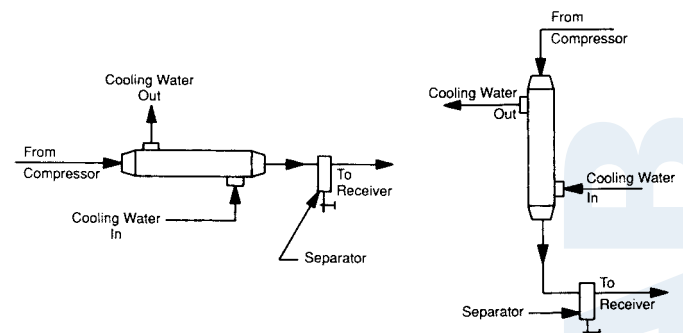 Cooling Water
Out
From
Compressor
To
Receiver
Cooling Water
In
Separator
From
Compressor
Cooling Water
Out
Cooling Water
In
To
Receiver
Separator